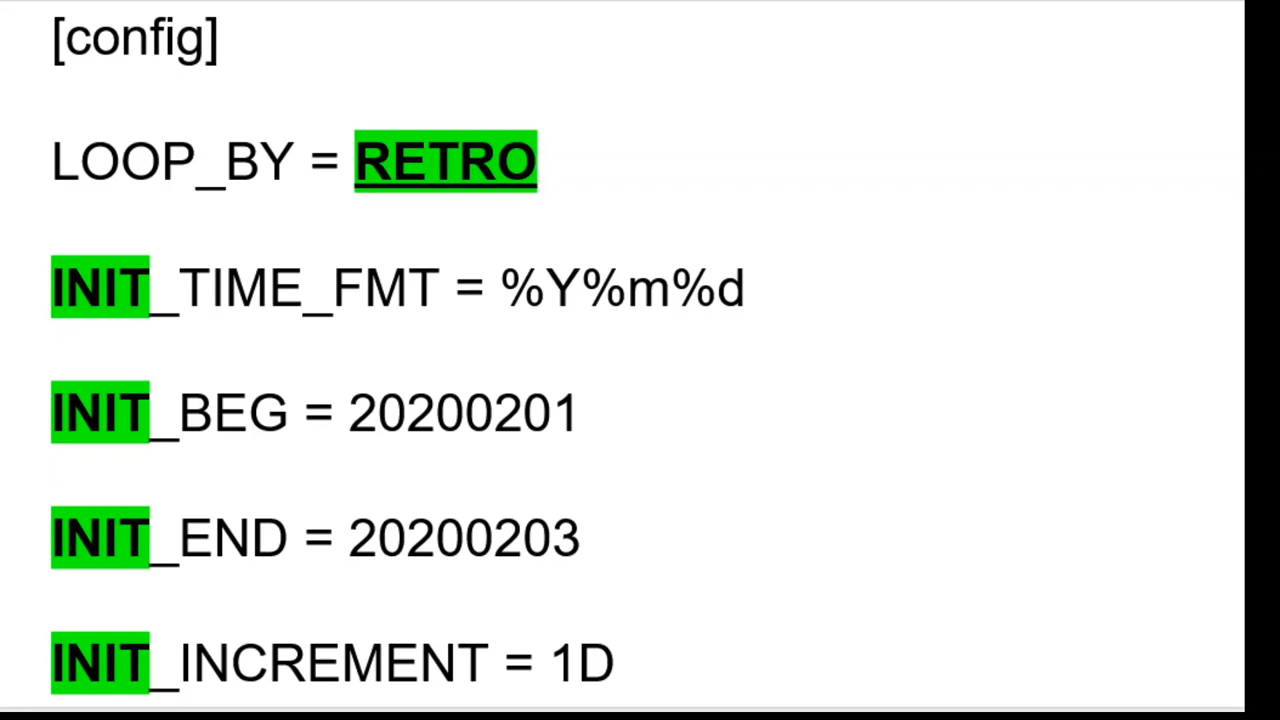 [config]
LOOP_BY = RETRO
INIT_TIME_FMT = %Y%m%d
INIT_BEG = 20200201
INIT_END = 20200203
INIT_INCREMENT = 1D